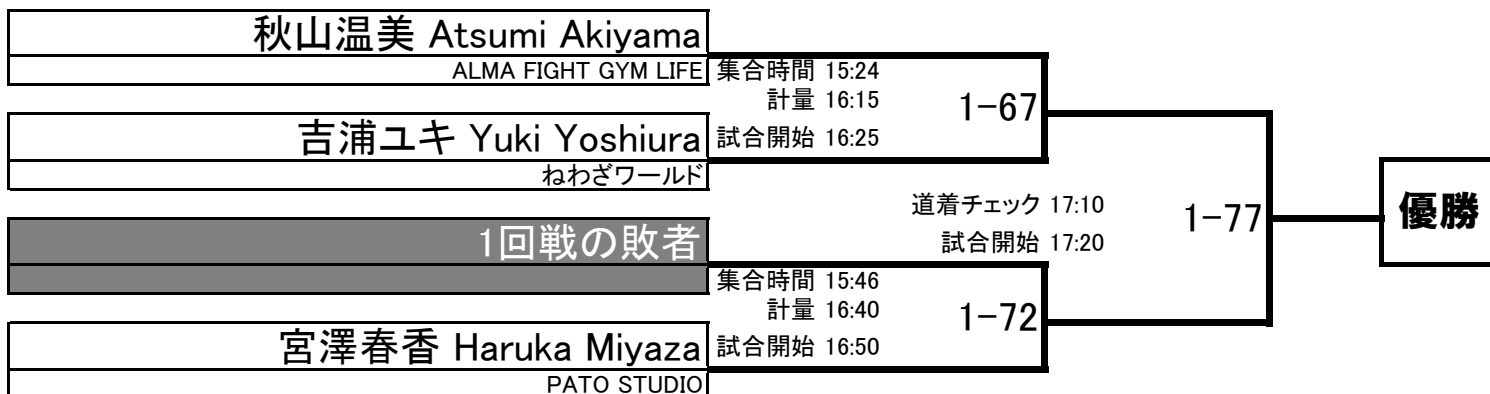 秋山温美 Atsumi Akiyama
ALMA FIGHT GYM LIFE
集合時間 15:24
計量 16:15
1-67
吉浦ユキ Yuki Yoshiura
試合開始 16:25
ねわざワールド
道着チェック 17:10
1-77
優勝
1回戦の敗者
試合開始 17:20
集合時間 15:46
計量 16:40
1-72
宮澤春香 Haruka Miyaza
試合開始 16:50
PATO STUDIO